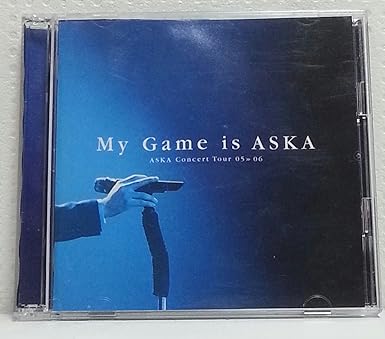 My Game is ASKA
ASKA Concert Tour 05»06